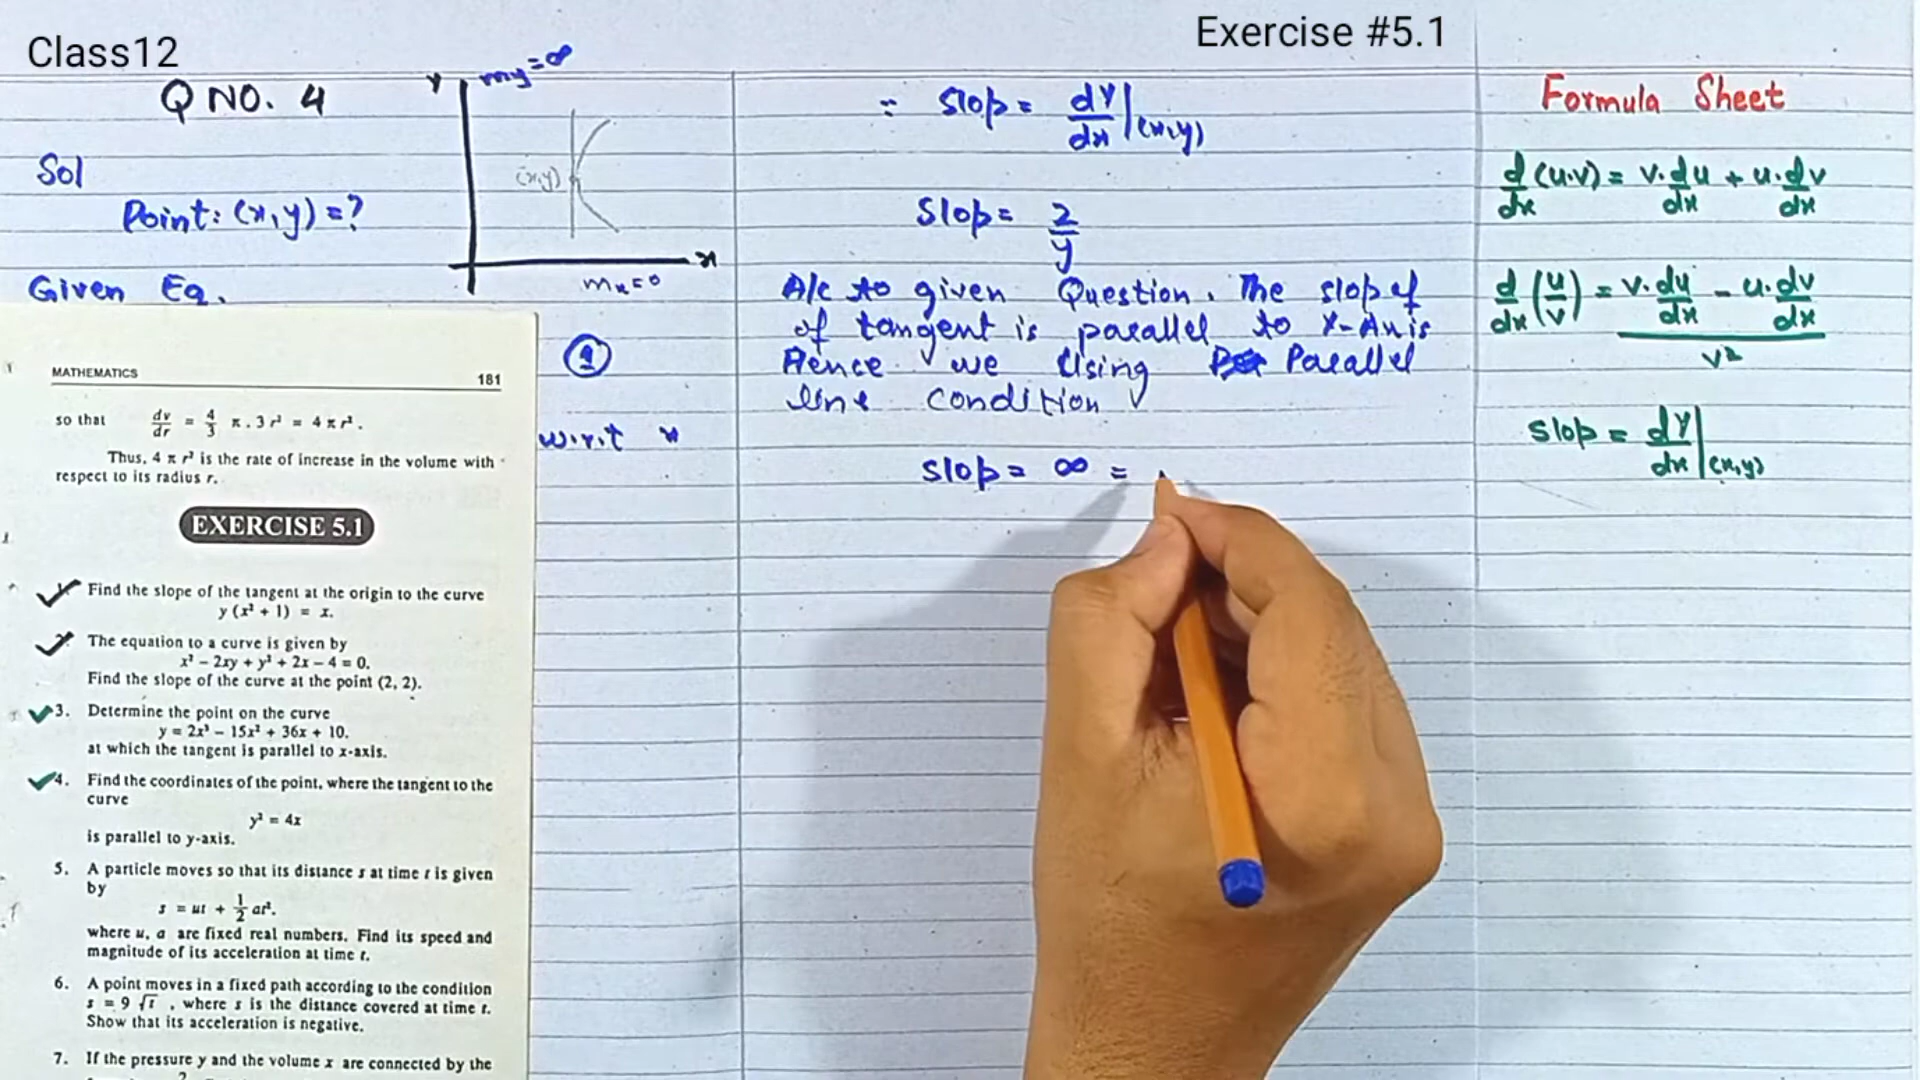 Class12
Exercise #5.1
Q NO. 4
Sol
Point: (x,y) = ?
Given Eq.
Y my=∞
(x,y)
x
mx=0
①
w.r.t x
MATHEMATICS 181
so that dv/dr = 4/3 π . 3 r² = 4 π r² .
Thus, 4 π r² is the rate of increase in the volume with
respect to its radius r.
EXERCISE 5.1
Find the slope of the tangent at the origin to the curve
y (x² + 1) = x.
The equation to a curve is given by
x² – 2xy + y² + 2x – 4 = 0.
Find the slope of the curve at the point (2, 2).
3. Determine the point on the curve
y = 2x³ – 15x² + 36x + 10.
at which the tangent is parallel to x-axis.
4. Find the coordinates of the point, where the tangent to the
curve
y² = 4x
is parallel to y-axis.
5. A particle moves so that its distance s at time t is given
by
s = ut + 1/2 at².
where u, a are fixed real numbers. Find its speed and
magnitude of its acceleration at time t.
6. A point moves in a fixed path according to the condition
s = 9 √t , where s is the distance covered at time t.
Show that its acceleration is negative.
7. If the pressure y and the volume x are connected by the
= Slop = dy/dx |(x,y)
Slop = 2/y
A/c to given Question. The slop of
of tangent is parallel to Y-Axis
Hence we Using Parallel
line condition
slop = ∞ =
Formula Sheet
d/dx (u.v) = v.du/dx + u.dv/dx
d/dx (u/v) = (v.du/dx - u.dv/dx)/v²
slop = dy/dx |(x,y)